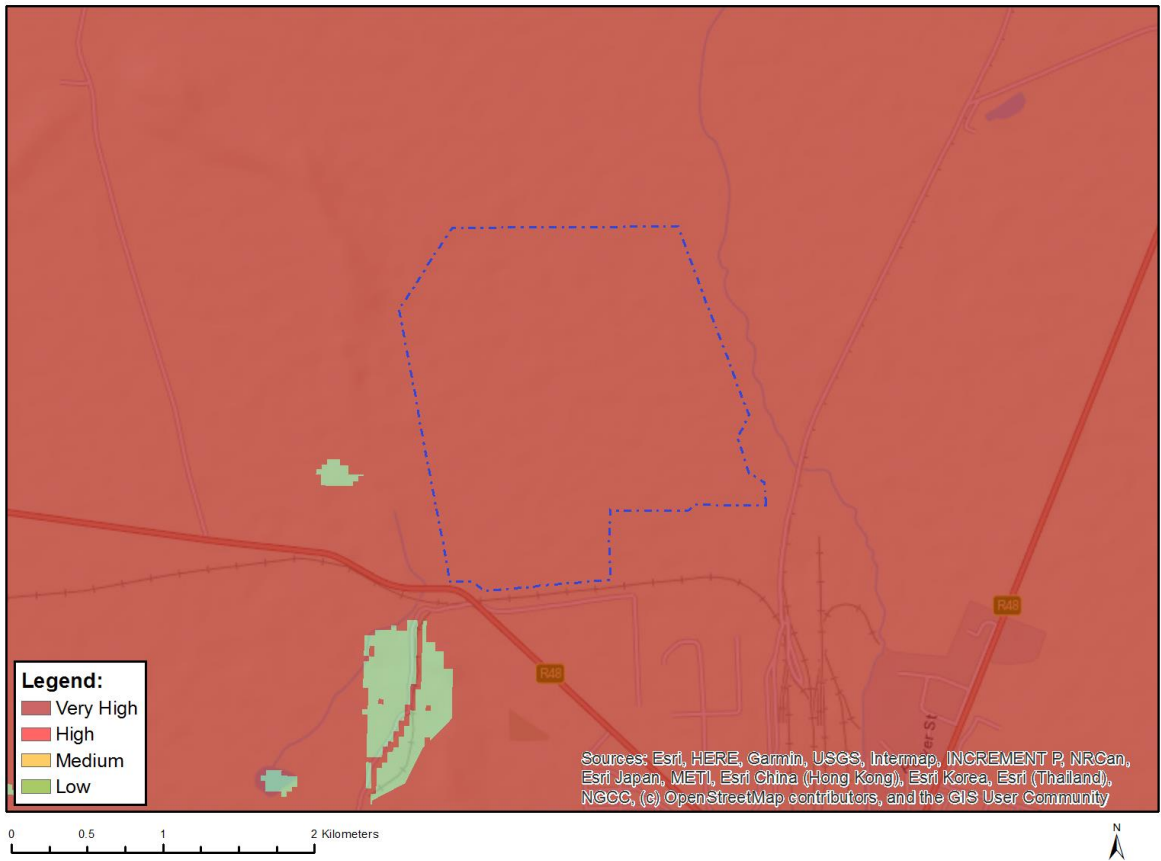 R48
R48
Legend:
Very High
High
Medium
Low
Sources: Esri, HERE, Garmin, USGS, Intermap, INCREMENT P, NRCan,
Esri Japan, METI, Esri China (Hong Kong), Esri Korea, Esri (Thailand),
NGCC, (c) OpenStreetMap contributors, and the GIS User Community
0 0.5 1 2 Kilometers
N